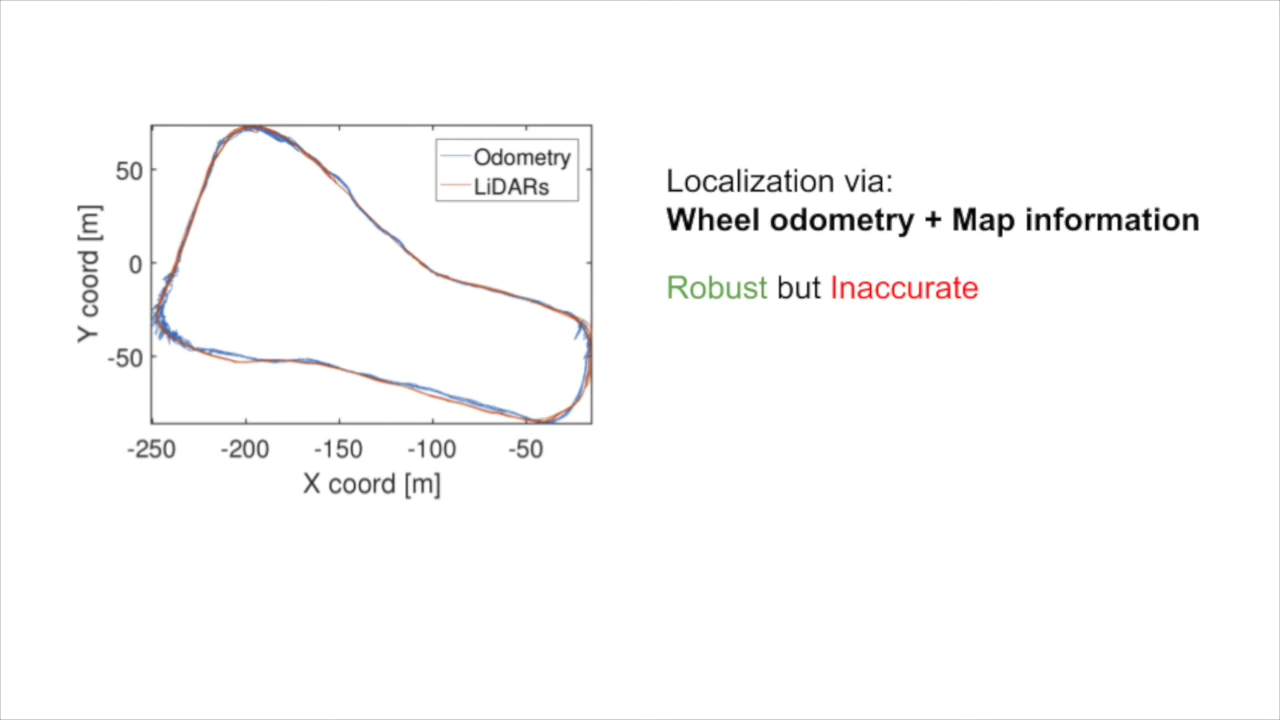 Odometry
LiDARs
50
0
-50
Y coord [m]
-250 -200 -150 -100 -50
X coord [m]
Localization via:
Wheel odometry + Map information
Robust but Inaccurate